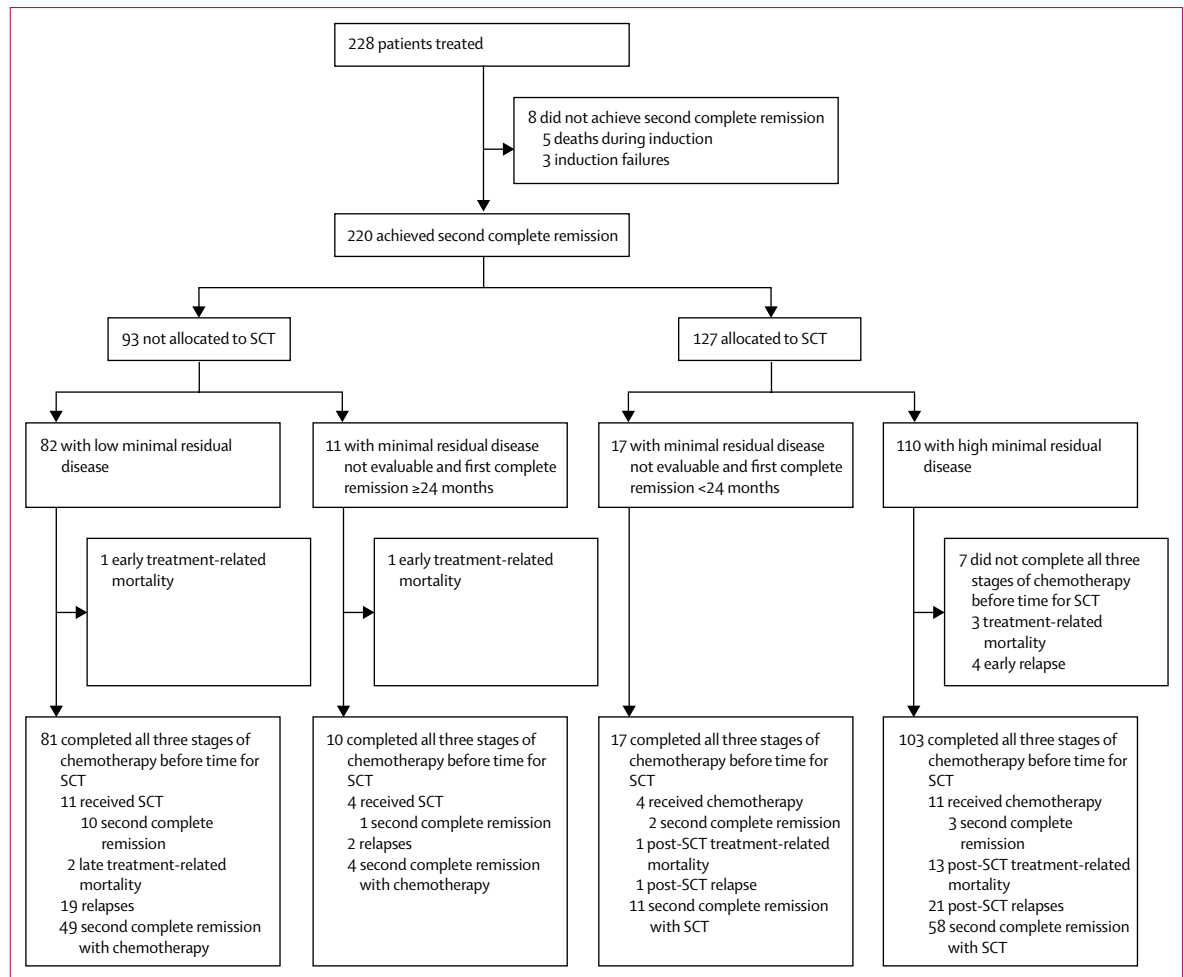 228 patients treated
8 did not achieve second complete remission
5 deaths during induction
3 induction failures
220 achieved second complete remission
93 not allocated to SCT
127 allocated to SCT
82 with low minimal residual
disease
11 with minimal residual disease
not evaluable and first complete
remission ≥24 months
17 with minimal residual disease
not evaluable and first complete
remission <24 months
110 with high minimal residual
disease
1 early treatment-related
mortality
1 early treatment-related
mortality
7 did not complete all three
stages of chemotherapy
before time for SCT
3 treatment-related
mortality
4 early relapse
81 completed all three stages of
chemotherapy before time for
SCT
11 received SCT
10 second complete
remission
2 late treatment-related
mortality
19 relapses
49 second complete remission
with chemotherapy
10 completed all three stages of
chemotherapy before time for
SCT
4 received SCT
1 second complete remission
2 relapses
4 second complete remission
with chemotherapy
17 completed all three stages of
chemotherapy before time for
SCT
4 received chemotherapy
2 second complete remission
1 post-SCT treatment-related
mortality
1 post-SCT relapse
11 second complete remission
with SCT
103 completed all three stages of
chemotherapy before time for
SCT
11 received chemotherapy
3 second complete
remission
13 post-SCT treatment-related
mortality
21 post-SCT relapses
58 second complete remission
with SCT